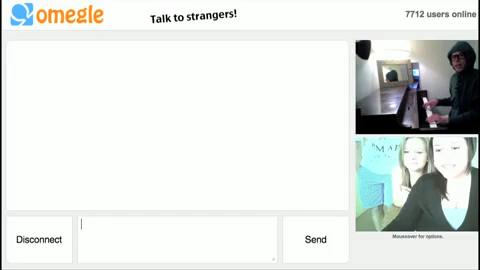 omegle
Talk to strangers!
7712 users online
Disconnect
Send
Mouseover for options.